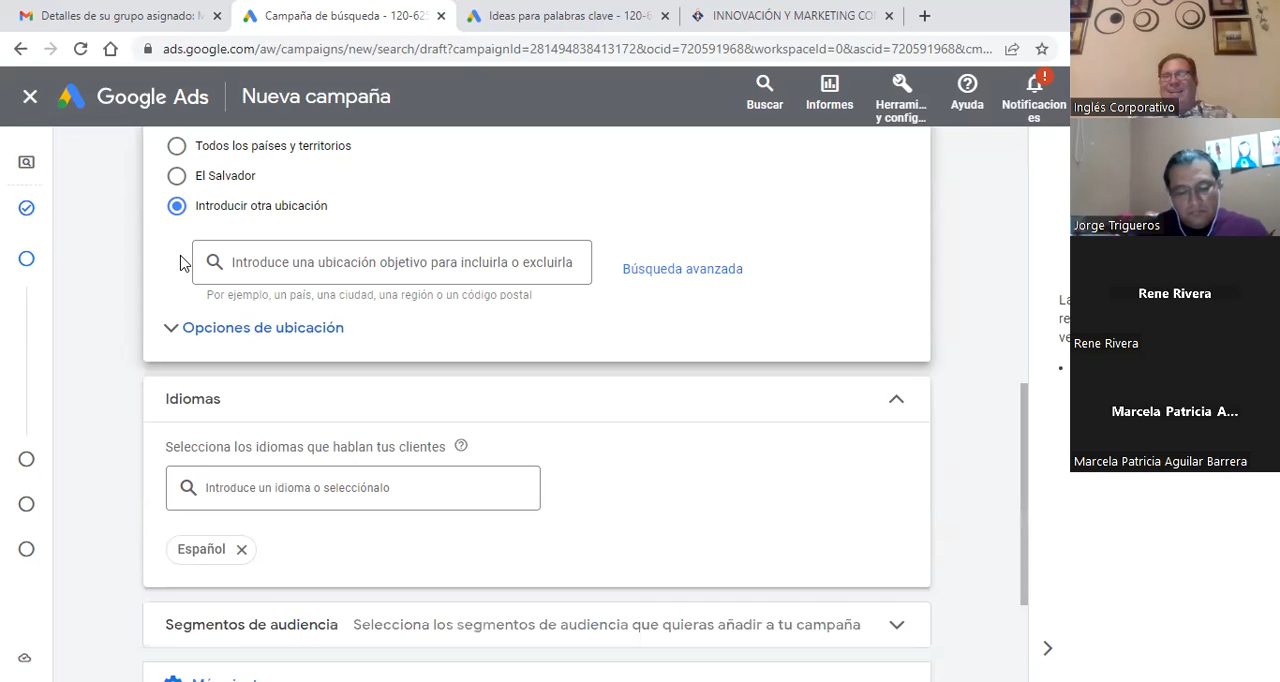 Detalles de su grupo asignado: M
Campaña de búsqueda - 120-62
Ideas para palabras clave - 120-6
INNOVACIÓN Y MARKETING CO
ads.google.com/aw/campaigns/new/search/draft?campaignId=281494838413172&ocid=720591968&workspaceId=0&ascid=720591968&cm...
Google Ads
Nueva campaña
Buscar
Informes
Herrami...
y config...
Ayuda
Notificacion
es
Todos los países y territorios
El Salvador
Introducir otra ubicación
Introduce una ubicación objetivo para incluirla o excluirla
Búsqueda avanzada
Por ejemplo, un país, una ciudad, una región o un código postal
Opciones de ubicación
Idiomas
Selecciona los idiomas que hablan tus clientes
Introduce un idioma o selecciónalo
Español
Segmentos de audiencia Selecciona los segmentos de audiencia que quieras añadir a tu campaña
La
re
ve
Inglés Corporativo
Jorge Trigueros
Rene Rivera
Rene Rivera
Marcela Patricia A...
Marcela Patricia Aguilar Barrera